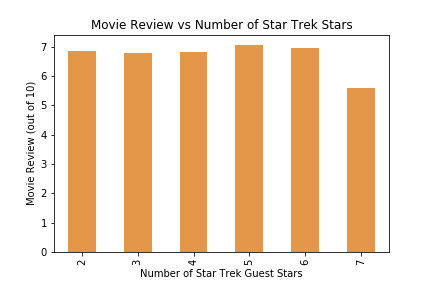 Movie Review vs Number of Star Trek Stars
Movie Review (out of 10)
7
6
5
4
3
2
1
0
2 3 4 5 6 7
Number of Star Trek Guest Stars